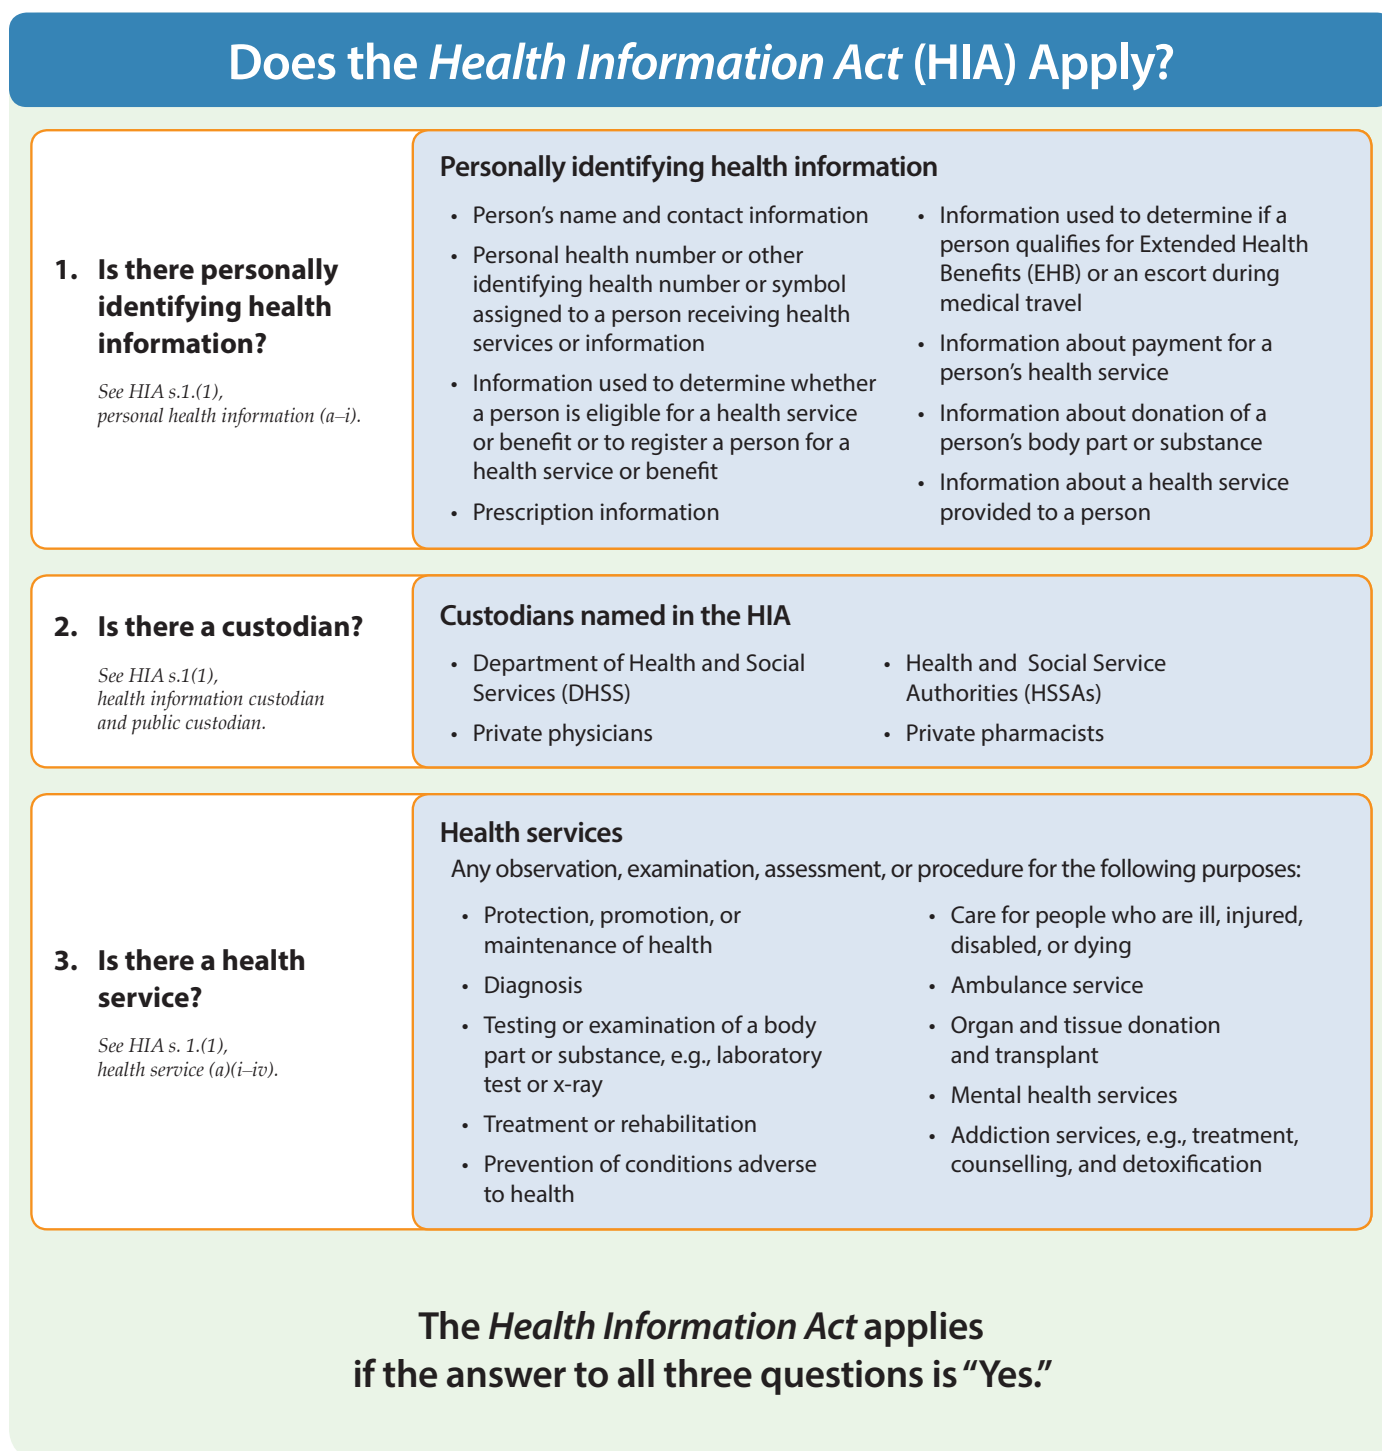 Does the Health Information Act (HIA) Apply?
1. Is there personally
identifying health
information?
See HIA s.1.(1),
personal health information (a–i).
Personally identifying health information
• Person's name and contact information
• Personal health number or other
identifying health number or symbol
assigned to a person receiving health
services or information
• Information used to determine whether
a person is eligible for a health service
or benefit or to register a person for a
health service or benefit
• Prescription information
• Information used to determine if a
person qualifies for Extended Health
Benefits (EHB) or an escort during
medical travel
• Information about payment for a
person's health service
• Information about donation of a
person's body part or substance
• Information about a health service
provided to a person
2. Is there a custodian?
See HIA s.1(1),
health information custodian
and public custodian.
Custodians named in the HIA
• Department of Health and Social
Services (DHSS)
• Private physicians
• Health and Social Service
Authorities (HSSAs)
• Private pharmacists
3. Is there a health
service?
See HIA s. 1.(1),
health service (a)(i–iv).
Health services
Any observation, examination, assessment, or procedure for the following purposes:
• Protection, promotion, or
maintenance of health
• Diagnosis
• Testing or examination of a body
part or substance, e.g., laboratory
test or x-ray
• Treatment or rehabilitation
• Prevention of conditions adverse
to health
• Care for people who are ill, injured,
disabled, or dying
• Ambulance service
• Organ and tissue donation
and transplant
• Mental health services
• Addiction services, e.g., treatment,
counselling, and detoxification
The Health Information Act applies
if the answer to all three questions is “Yes.”